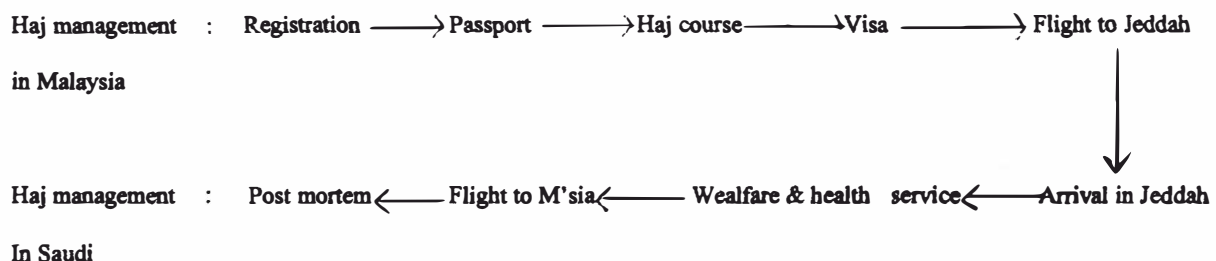 Haj management : Registration Passport Haj course Visa Flight to Jeddah
in Malaysia
Haj management : Post mortem Flight to M'sia Wealfare & health service Arrival in Jeddah
In Saudi